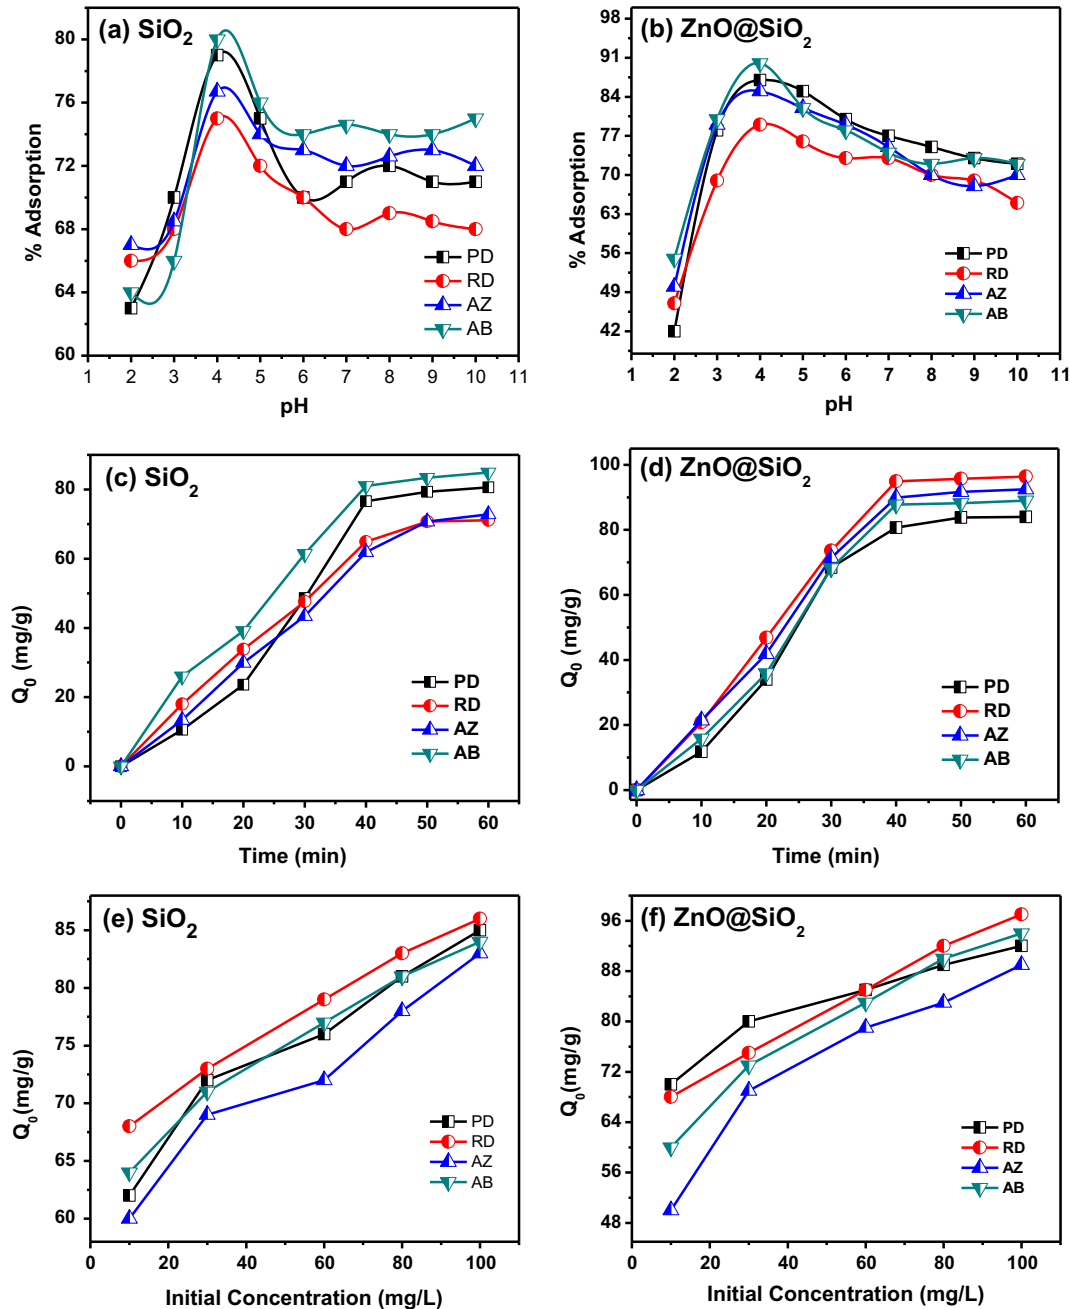 (a) SiO2
% Adsorption
80
76
72
68
64
60
PD
RD
AZ
AB
1 2 3 4 5 6 7 8 9 10 11
pH
(b) ZnO@SiO2
% Adsorption
98
91
84
77
70
63
56
49
42
PD
RD
AZ
AB
1 2 3 4 5 6 7 8 9 10 11
pH
(c) SiO2
Q0 (mg/g)
80
60
40
20
0
PD
RD
AZ
AB
0 10 20 30 40 50 60
Time (min)
(d) ZnO@SiO2
Q0 (mg/g)
100
80
60
40
20
0
PD
RD
AZ
AB
0 10 20 30 40 50 60
Time (min)
(e) SiO2
Q0(mg/g)
85
80
75
70
65
60
PD
RD
AZ
AB
0 20 40 60 80 100
Initial Concentration (mg/L)
(f) ZnO@SiO2
Q0(mg/g)
96
88
80
72
64
56
48
PD
RD
AZ
AB
0 20 40 60 80 100
Initial Concentration (mg/L)